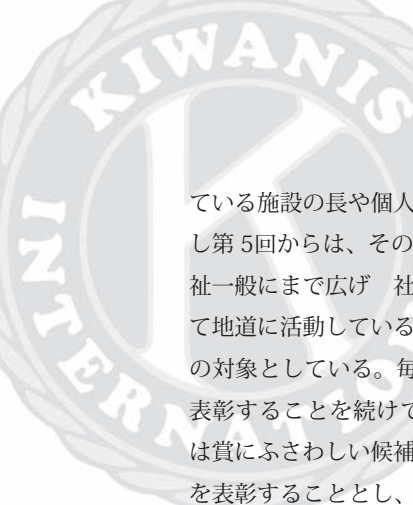 KIWANIS
INTERNATIO
ている施設の長や個人
し第 5回からは、その
祉一般にまで広げ　社
て地道に活動している
の対象としている。毎
表彰することを続けて
は賞にふさわしい候補
を表彰することとし、